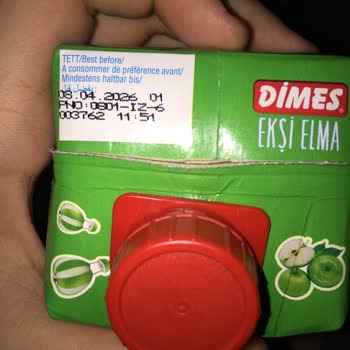 TETT/Best before/
A consommer de préférence avant/
Mindestens haltbar bis/
08.04.2026 01
PNO:0801-IZ-6
003762 11:51
DİMES
EKŞİ ELMA